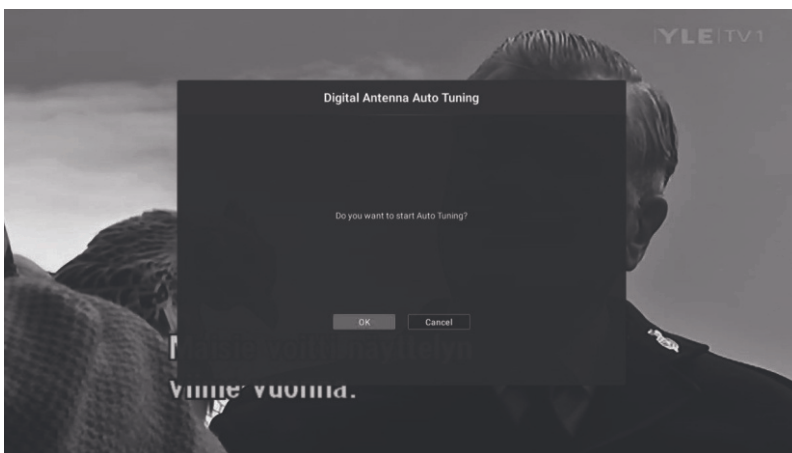 YLE TV1
Digital Antenna Auto Tuning
Do you want to start Auto Tuning?
OK Cancel
viime vuonna.